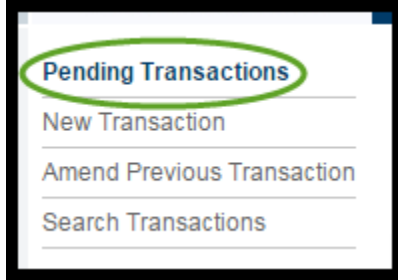 Pending Transactions
New Transaction
Amend Previous Transaction
Search Transactions